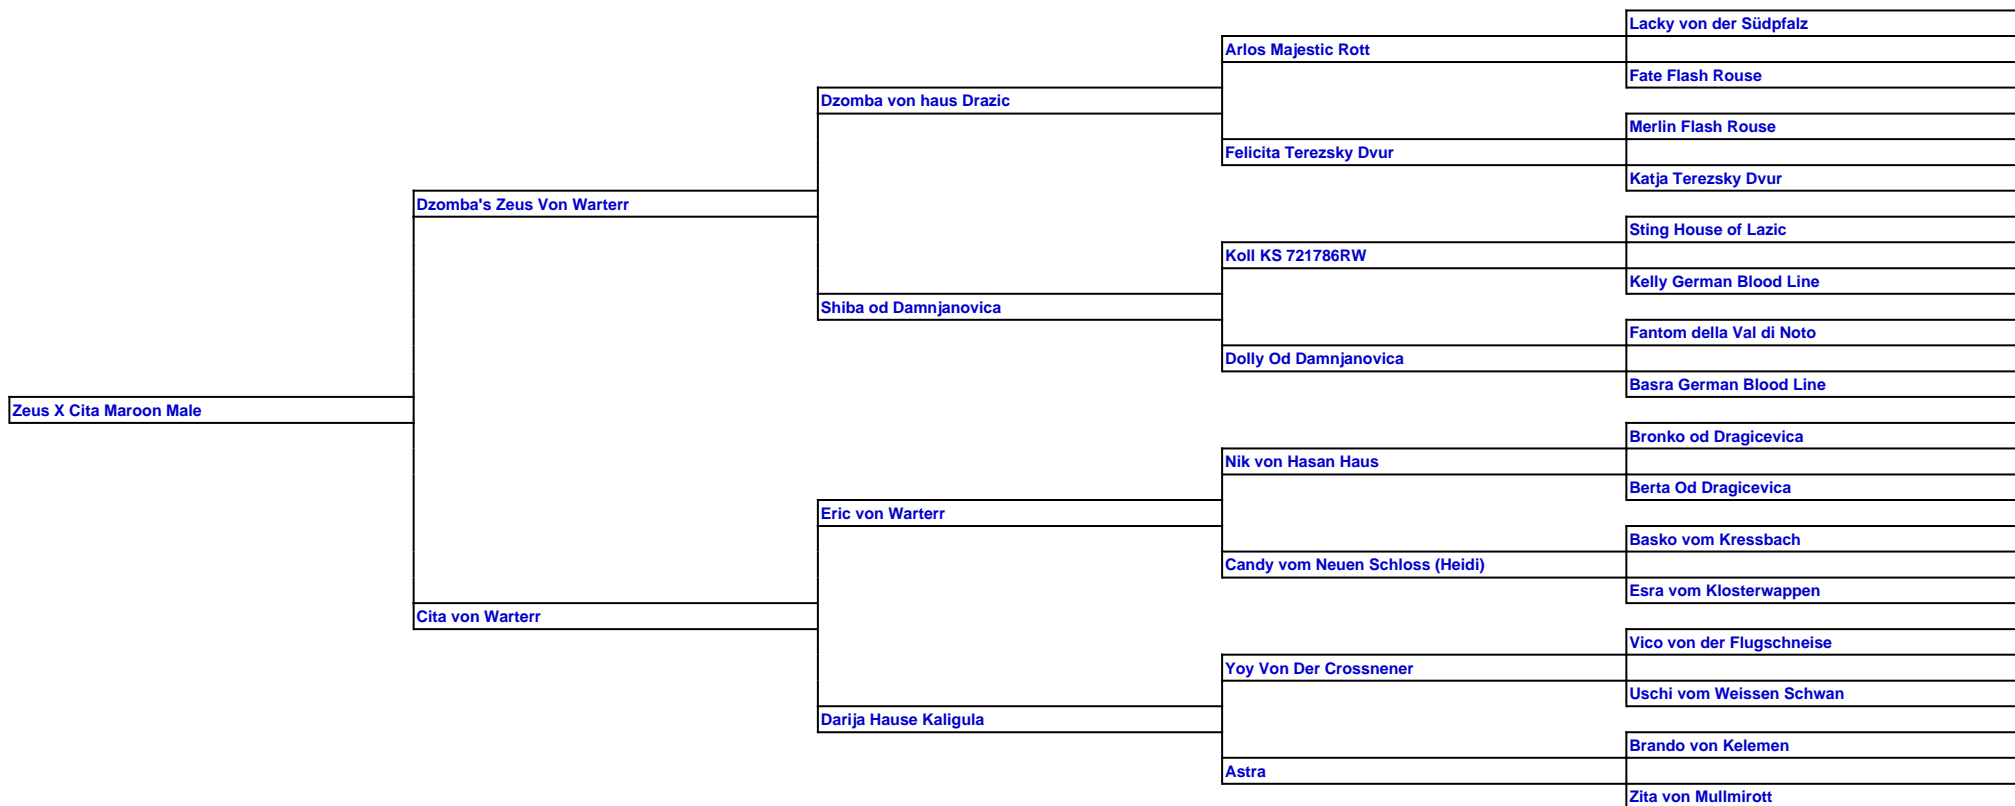 Lacky von der Südpfalz
Arlos Majestic Rott
Fate Flash Rouse
Dzomba von haus Drazic
Merlin Flash Rouse
Felicita Terezsky Dvur
Katja Terezsky Dvur
Dzomba's Zeus Von Warterr
Sting House of Lazic
Koll KS 721786RW
Kelly German Blood Line
Shiba od Damnjanovica
Fantom della Val di Noto
Dolly Od Damnjanovica
Basra German Blood Line
Zeus X Cita Maroon Male
Bronko od Dragicevica
Nik von Hasan Haus
Berta Od Dragicevica
Eric von Warterr
Basko vom Kressbach
Candy vom Neuen Schloss (Heidi)
Esra vom Klosterwappen
Cita von Warterr
Vico von der Flugschneise
Yoy Von Der Crossnener
Uschi vom Weissen Schwan
Darija Hause Kaligula
Brando von Kelemen
Astra
Zita von Mullmirott